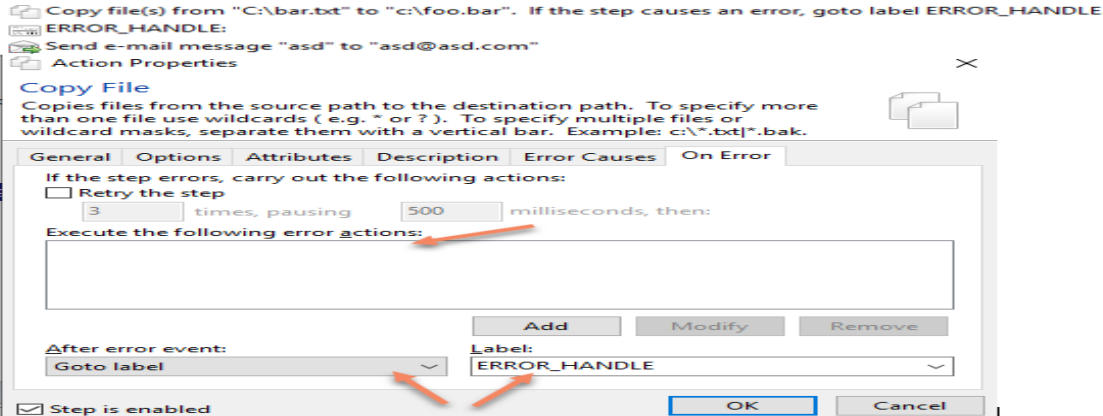 Copy file(s) from "C:\bar.txt" to "c:\foo.bar". If the step causes an error, goto label ERROR_HANDLE
ERROR_HANDLE:
Send e-mail message "asd" to "asd@asd.com"
Action Properties
Copy File
Copies files from the source path to the destination path. To specify more
than one file use wildcards ( e.g. * or ? ). To specify multiple files or
wildcard masks, separate them with a vertical bar. Example: c:\*.txt|*.bak.
General Options Attributes Description Error Causes On Error
If the step errors, carry out the following actions:
Retry the step
3 times, pausing 500 milliseconds, then:
Execute the following error actions:
Add Modify Remove
After error event: Label:
Goto label ERROR_HANDLE
Step is enabled OK Cancel